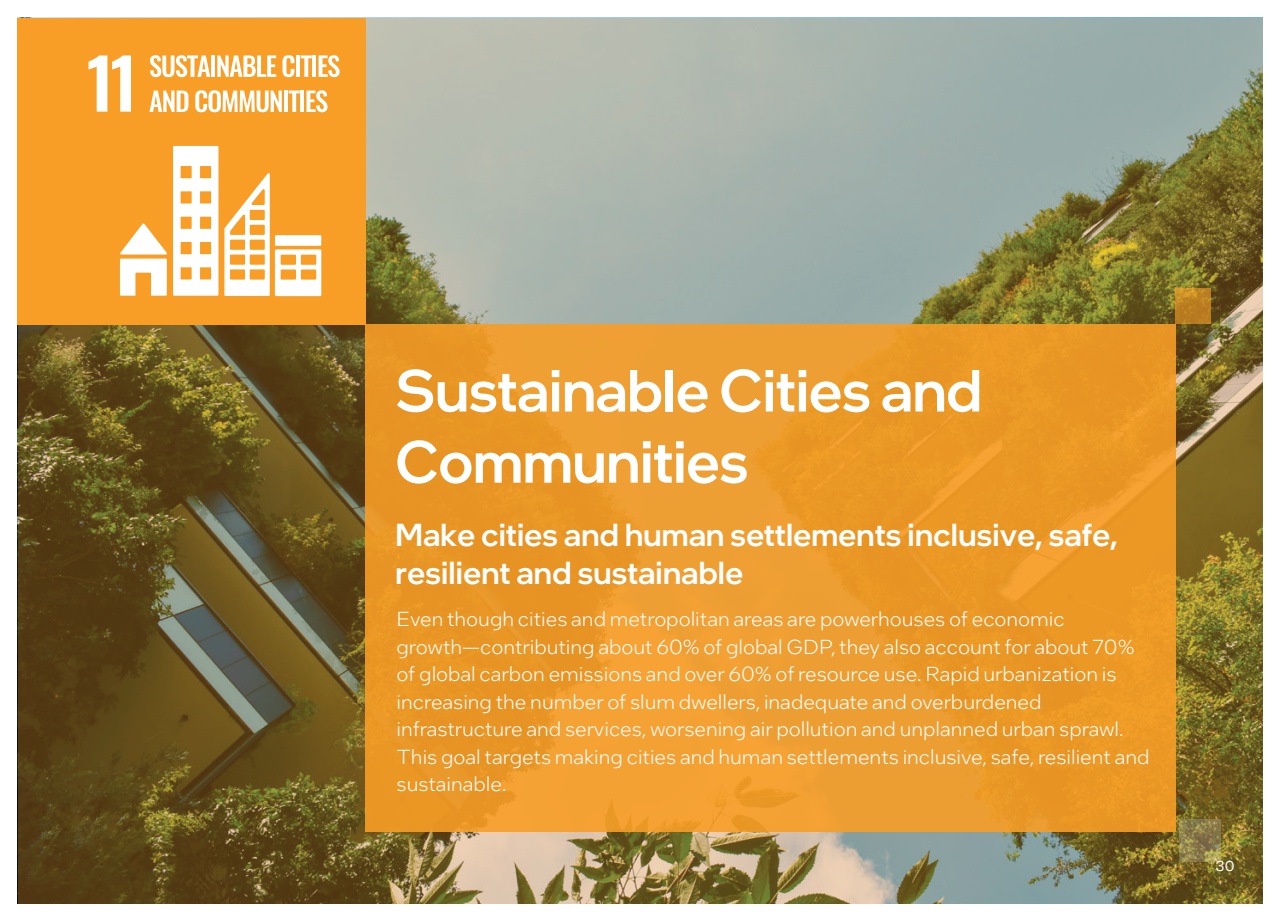 11 SUSTAINABLE CITIES
AND COMMUNITIES
Sustainable Cities and
Communities
Make cities and human settlements inclusive, safe,
resilient and sustainable
Even though cities and metropolitan areas are powerhouses of economic
growth—contributing about 60% of global GDP, they also account for about 70%
of global carbon emissions and over 60% of resource use. Rapid urbanization is
increasing the number of slum dwellers, inadequate and overburdened
infrastructure and services, worsening air pollution and unplanned urban sprawl.
This goal targets making cities and human settlements inclusive, safe, resilient and
sustainable.
30